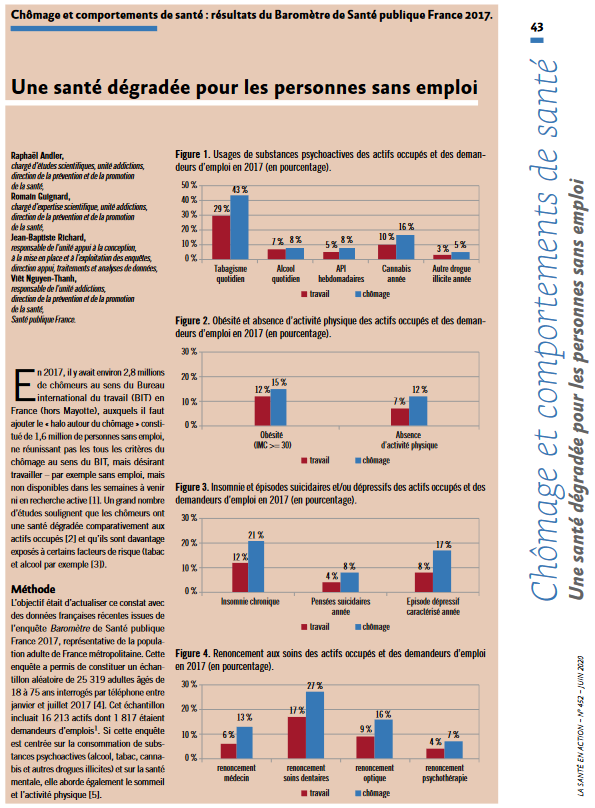 Chômage et comportements de santé : résultats du Baromètre de Santé publique France 2017.
Une santé dégradée pour les personnes sans emploi
Raphaël Andler,
chargé d'études scientifiques, unité addictions,
direction de la prévention et de la promotion
de la santé,
Romain Guignard,
chargé d'expertise scientifique, unité addictions,
direction de la prévention et de la promotion
de la santé,
Jean-Baptiste Richard,
responsable de l'unité appui à la conception,
à la mise en place et à l'exploitation des enquêtes,
direction appui, traitements et analyses de données,
Viêt Nguyen-Thanh,
responsable de l'unité addictions,
direction de la prévention et de la promotion
de la santé,
Santé publique France.
En 2017, il y avait environ 2,8 millions
de chômeurs au sens du Bureau
international du travail (BIT) en
France (hors Mayotte), auxquels il faut
ajouter le « halo autour du chômage » consti-
tué de 1,6 million de personnes sans emploi,
ne réunissant pas les tous les critères du
chômage au sens du BIT, mais désirant
travailler – par exemple sans emploi, mais
non disponibles dans les semaines à venir
ni en recherche active [1]. Un grand nombre
d'études soulignent que les chômeurs ont
une santé dégradée comparativement aux
actifs occupés [2] et qu'ils sont davantage
exposés à certains facteurs de risque (tabac
et alcool par exemple [3]).
Méthode
L'objectif était d'actualiser ce constat avec
des données françaises récentes issues de
l'enquête Baromètre de Santé publique
France 2017, représentative de la popula-
tion adulte de France métropolitaine. Cette
enquête a permis de constituer un échan-
tillon aléatoire de 25 319 adultes âgés de
18 à 75 ans interrogés par téléphone entre
janvier et juillet 2017 [4]. Cet échantillon
incluait 16 213 actifs dont 1 817 étaient
demandeurs d'emplois¹. Si cette enquête
est centrée sur la consommation de subs-
tances psychoactives (alcool, tabac, canna-
bis et autres drogues illicites) et sur la santé
mentale, elle aborde également le sommeil
et l'activité physique [5].
Figure 1. Usages de substances psychoactives des actifs occupés et des deman-
deurs d'emploi en 2017 (en pourcentage).
50 %
40 %
30 %
20 %
10 %
0 %
29 % 43 % 7 % 8 % 5 % 8 % 10 % 16 % 3 % 5 %
Tabagisme quotidien
Alcool quotidien
API hebdomadaires
Cannabis année
Autre drogue illicite année
travail chômage
Figure 2. Obésité et absence d'activité physique des actifs occupés et des deman-
deurs d'emploi en 2017 (en pourcentage).
30 %
20 %
10 %
0 %
12 % 15 % 7 % 12 %
Obésité (IMC >= 30)
Absence d'activité physique
travail chômage
Figure 3. Insomnie et épisodes suicidaires et/ou dépressifs des actifs occupés et des
demandeurs d'emploi en 2017 (en pourcentage).
30 %
20 %
10 %
0 %
12 % 21 % 4 % 8 % 8 % 17 %
Insomnie chronique
Pensées suicidaires année
Episode dépressif caractérisé année
travail chômage
Figure 4. Renoncement aux soins des actifs occupés et des demandeurs d'emploi
en 2017 (en pourcentage).
30 %
20 %
10 %
0 %
6 % 13 % 17 % 27 % 9 % 16 % 4 % 7 %
renoncement médecin
renoncement soins dentaires
renoncement optique
renoncement psychothérapie
travail chômage
43
Chômage et comportements de santé
Une santé dégradée pour les personnes sans emploi
LA SANTÉ EN ACTION – N° 452 – JUIN 2020